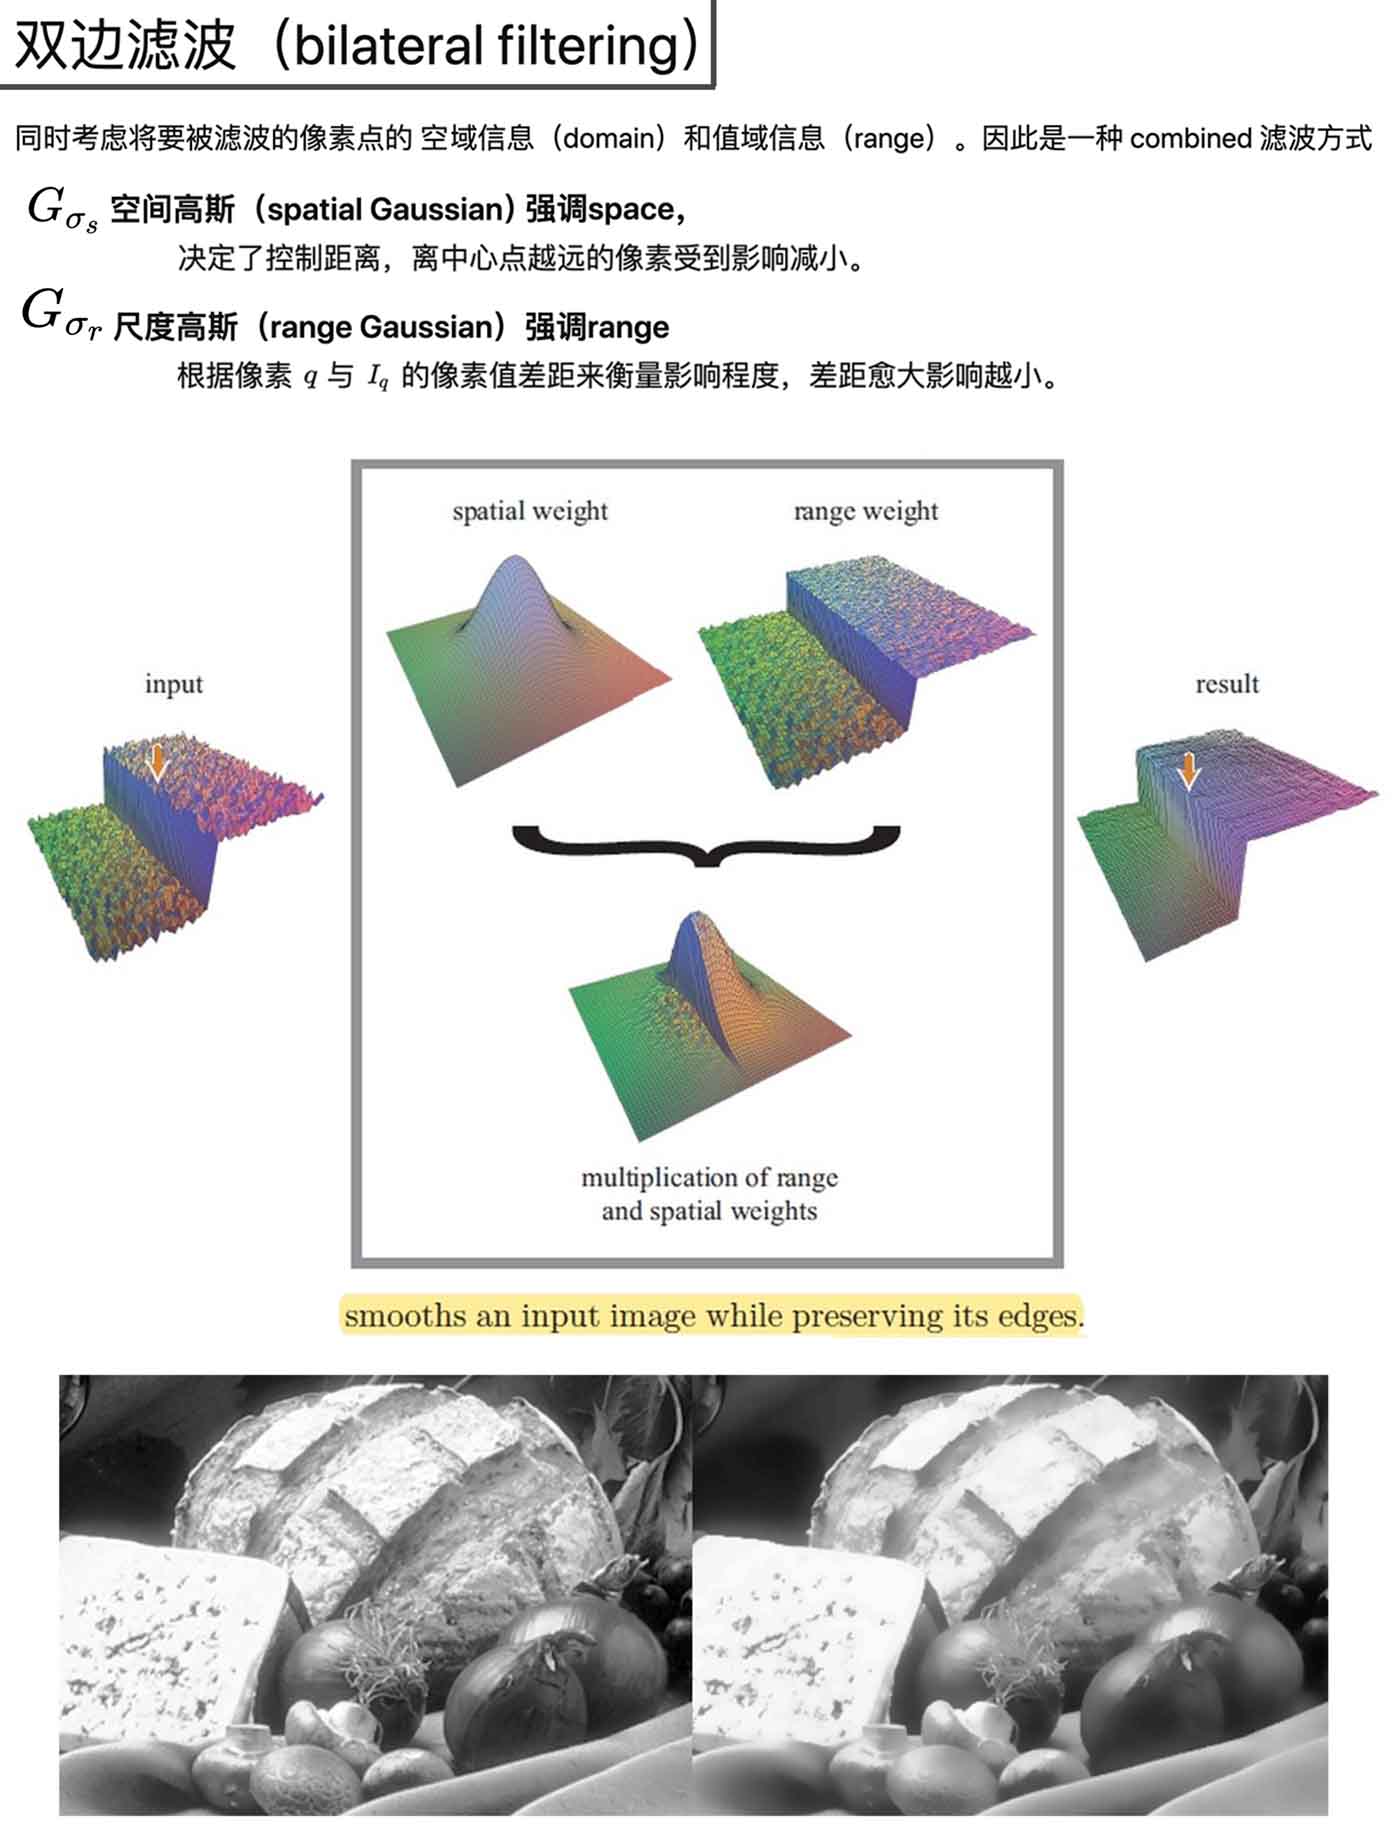 双边滤波（bilateral filtering）
同时考虑将要被滤波的像素点的 空域信息（domain）和值域信息（range）。因此是一种 combined 滤波方式
Gσs 空间高斯（spatial Gaussian) 强调space，
决定了控制距离，离中心点越远的像素受到影响减小。
Gσr 尺度高斯（range Gaussian）强调range
根据像素 q 与 Iq 的像素值差距来衡量影响程度，差距愈大影响越小。
spatial weight
range weight
input
result
multiplication of range
and spatial weights
smooths an input image while preserving its edges.